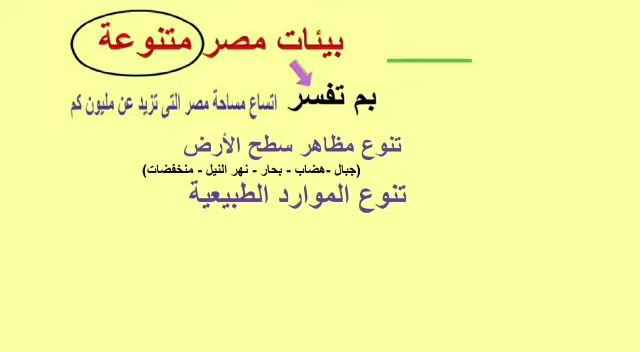 بيئات مصر متنوعة
بم تفسر اتساع مساحة مصر التى تزيد عن مليون كم
تنوع مظاهر سطح الأرض
(جبال -هضاب - بحار - نهر النيل - منخفضات)
تنوع الموارد الطبيعية